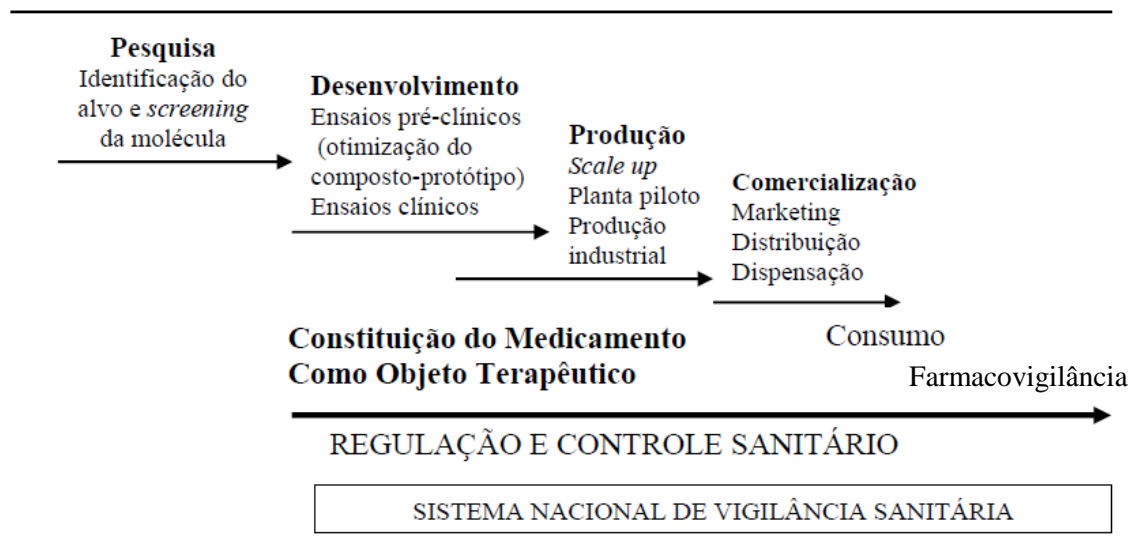 Pesquisa
Identificação do
alvo e screening
da molécula
Desenvolvimento
Ensaios pré-clínicos
(otimização do
composto-protótipo)
Ensaios clínicos
Produção
Scale up
Planta piloto
Produção
industrial
Comercialização
Marketing
Distribuição
Dispensação
Constituição do Medicamento
Como Objeto Terapêutico
Consumo
Farmacovigilância
REGULAÇÃO E CONTROLE SANITÁRIO
SISTEMA NACIONAL DE VIGILÂNCIA SANITÁRIA